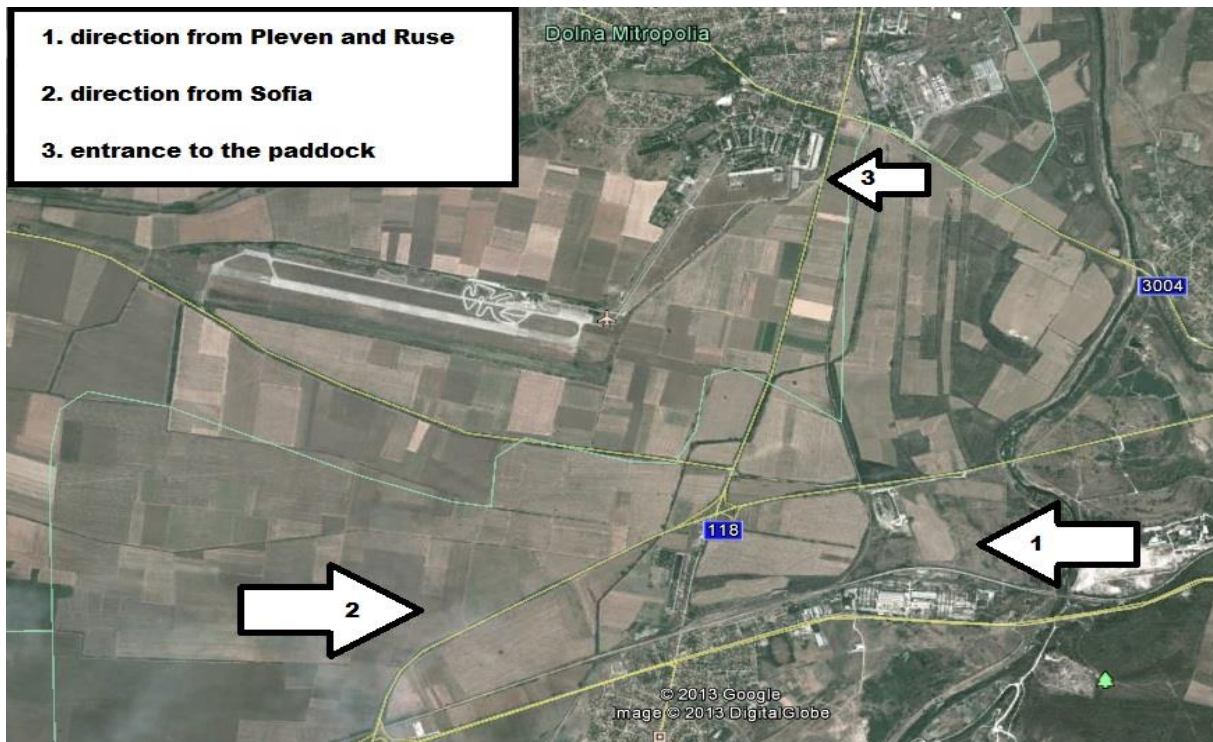 1. direction from Pleven and Ruse
2. direction from Sofia
3. entrance to the paddock
Dolna Mitropolia
3
3004
118
1
2
© 2013 Google
Image © 2013 DigitalGlobe